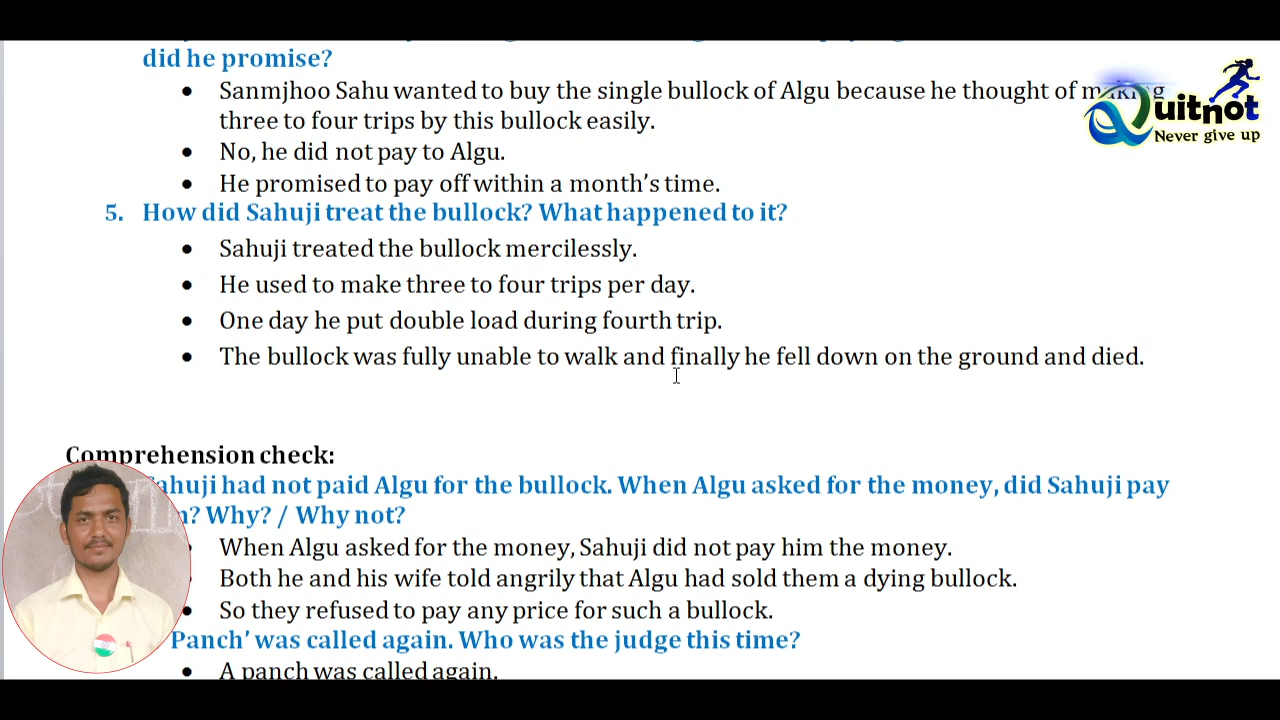 did he promise?
• Sanmjhoo Sahu wanted to buy the single bullock of Algu because he thought of making
three to four trips by this bullock easily.
• No, he did not pay to Algu.
• He promised to pay off within a month's time.
5. How did Sahuji treat the bullock? What happened to it?
• Sahuji treated the bullock mercilessly.
• He used to make three to four trips per day.
• One day he put double load during fourth trip.
• The bullock was fully unable to walk and finally he fell down on the ground and died.
Comprehension check:
ahuji had not paid Algu for the bullock. When Algu asked for the money, did Sahuji pay
? Why? / Why not?
When Algu asked for the money, Sahuji did not pay him the money.
Both he and his wife told angrily that Algu had sold them a dying bullock.
So they refused to pay any price for such a bullock.
Panch' was called again. Who was the judge this time?
• A panch was called again.
Quitnot
Never give up